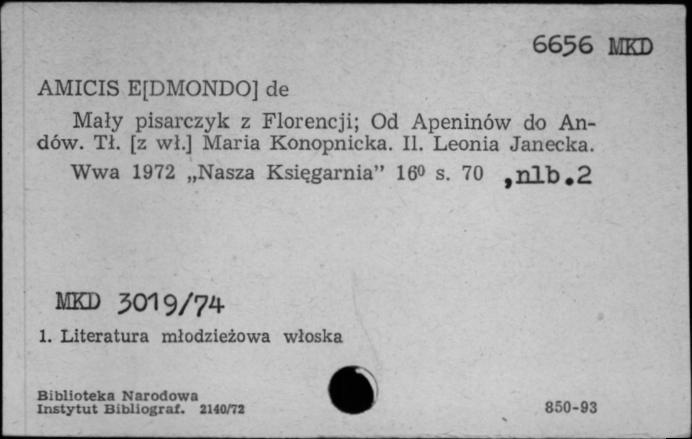 6656 MKD
AMICIS E[DMONDO] de
Mały pisarczyk z Florencji; Od Apeninów do An-
dów. Tł. [z wł.] Maria Konopnicka. Il. Leonia Janecka.
Wwa 1972 „Nasza Księgarnia” 16⁰ s. 70 ,nlb.2
MKD 3019/74
1. Literatura młodzieżowa włoska
Biblioteka Narodowa
Instytut Bibliograf. 2140/72
850-93